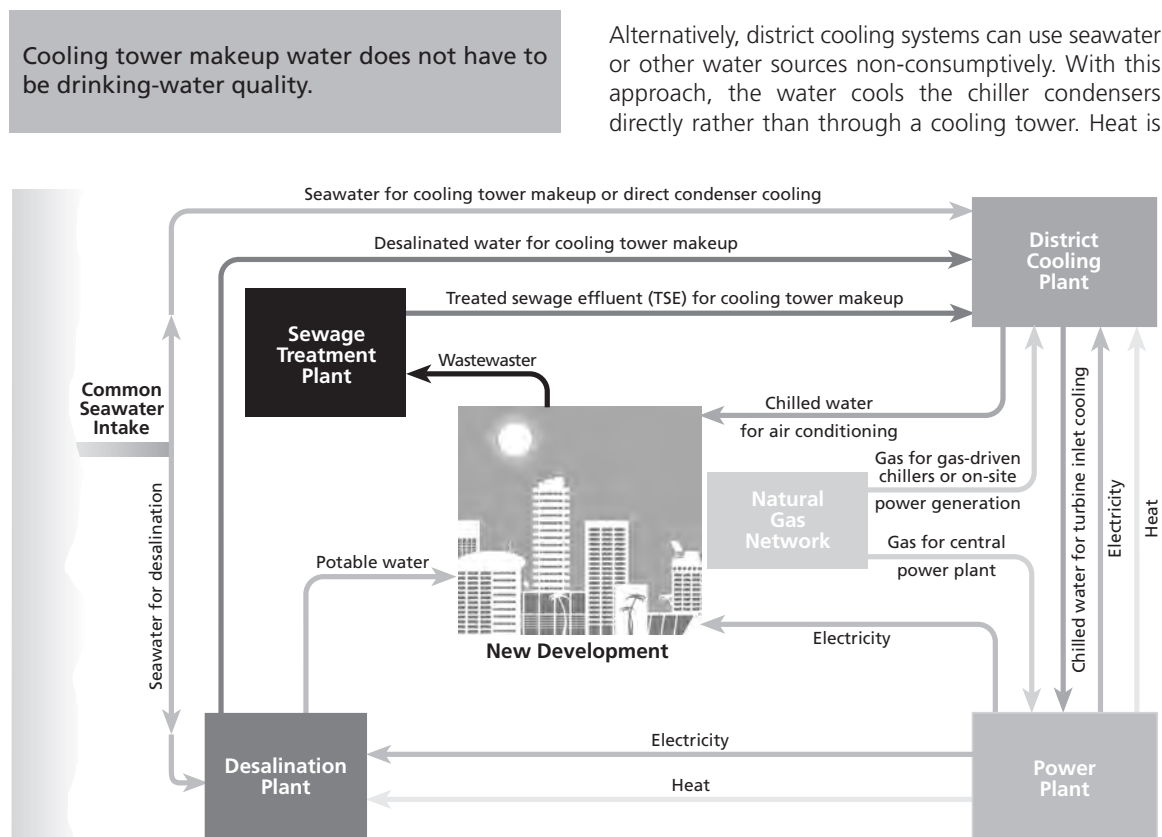 Cooling tower makeup water does not have to
be drinking-water quality.
Alternatively, district cooling systems can use seawater
or other water sources non-consumptively. With this
approach, the water cools the chiller condensers
directly rather than through a cooling tower. Heat is
Seawater for cooling tower makeup or direct condenser cooling
District
Cooling
Plant
Desalinated water for cooling tower makeup
Treated sewage effluent (TSE) for cooling tower makeup
Sewage
Treatment
Plant
Wastewaster
Common
Seawater
Intake
Chilled water
for air conditioning
Gas for gas-driven
chillers or on-site
power generation
Natural
Gas
Network
Gas for central
power plant
Chilled water for turbine inlet cooling
Electricity
Heat
Seawater for desalination
Potable water
Electricity
New Development
Desalination
Plant
Electricity
Heat
Power
Plant